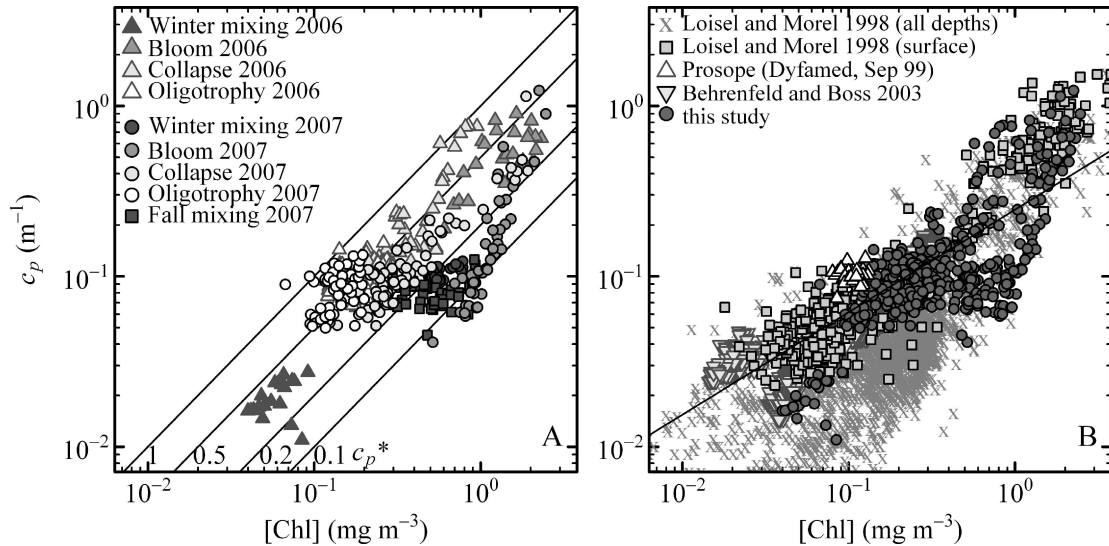 Winter mixing 2006
Bloom 2006
Collapse 2006
Oligotrophy 2006
Winter mixing 2007
Bloom 2007
Collapse 2007
Oligotrophy 2007
Fall mixing 2007
10⁰
10⁻¹
10⁻²
c_p (m⁻¹)
1 0.5 0.2 0.1 c_p*
A
10⁻² 10⁻¹ 10⁰
[Chl] (mg m⁻³)
x Loisel and Morel 1998 (all depths)
Loisel and Morel 1998 (surface)
Prosope (Dyfamed, Sep 99)
Behrenfeld and Boss 2003
this study
10⁰
10⁻¹
10⁻²
B
10⁻² 10⁻¹ 10⁰
[Chl] (mg m⁻³)